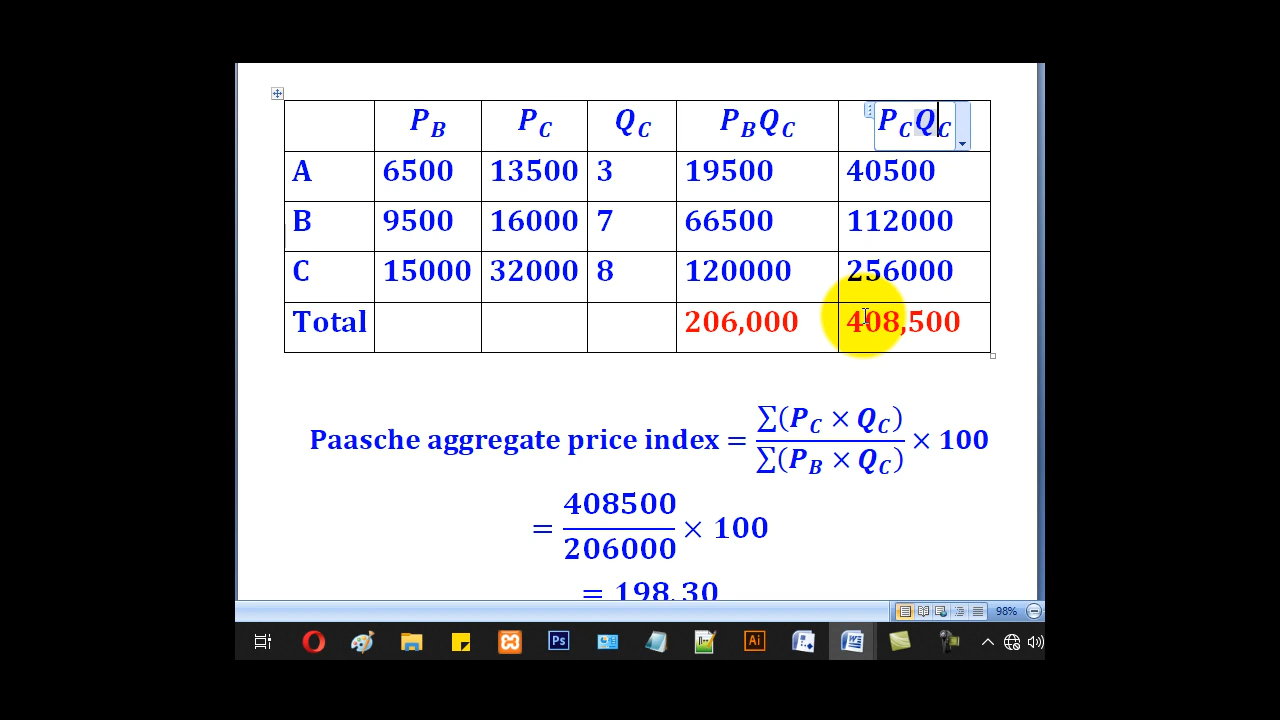 P_B P_C Q_C P_BQ_C P_CQ_C
A 6500 13500 3 19500 40500
B 9500 16000 7 66500 112000
C 15000 32000 8 120000 256000
Total 206,000 408,500
Paasche aggregate price index = ∑(P_C × Q_C) / ∑(P_B × Q_C) × 100
= 408500 / 206000 × 100
= 198.30
98%
Ps Ai W